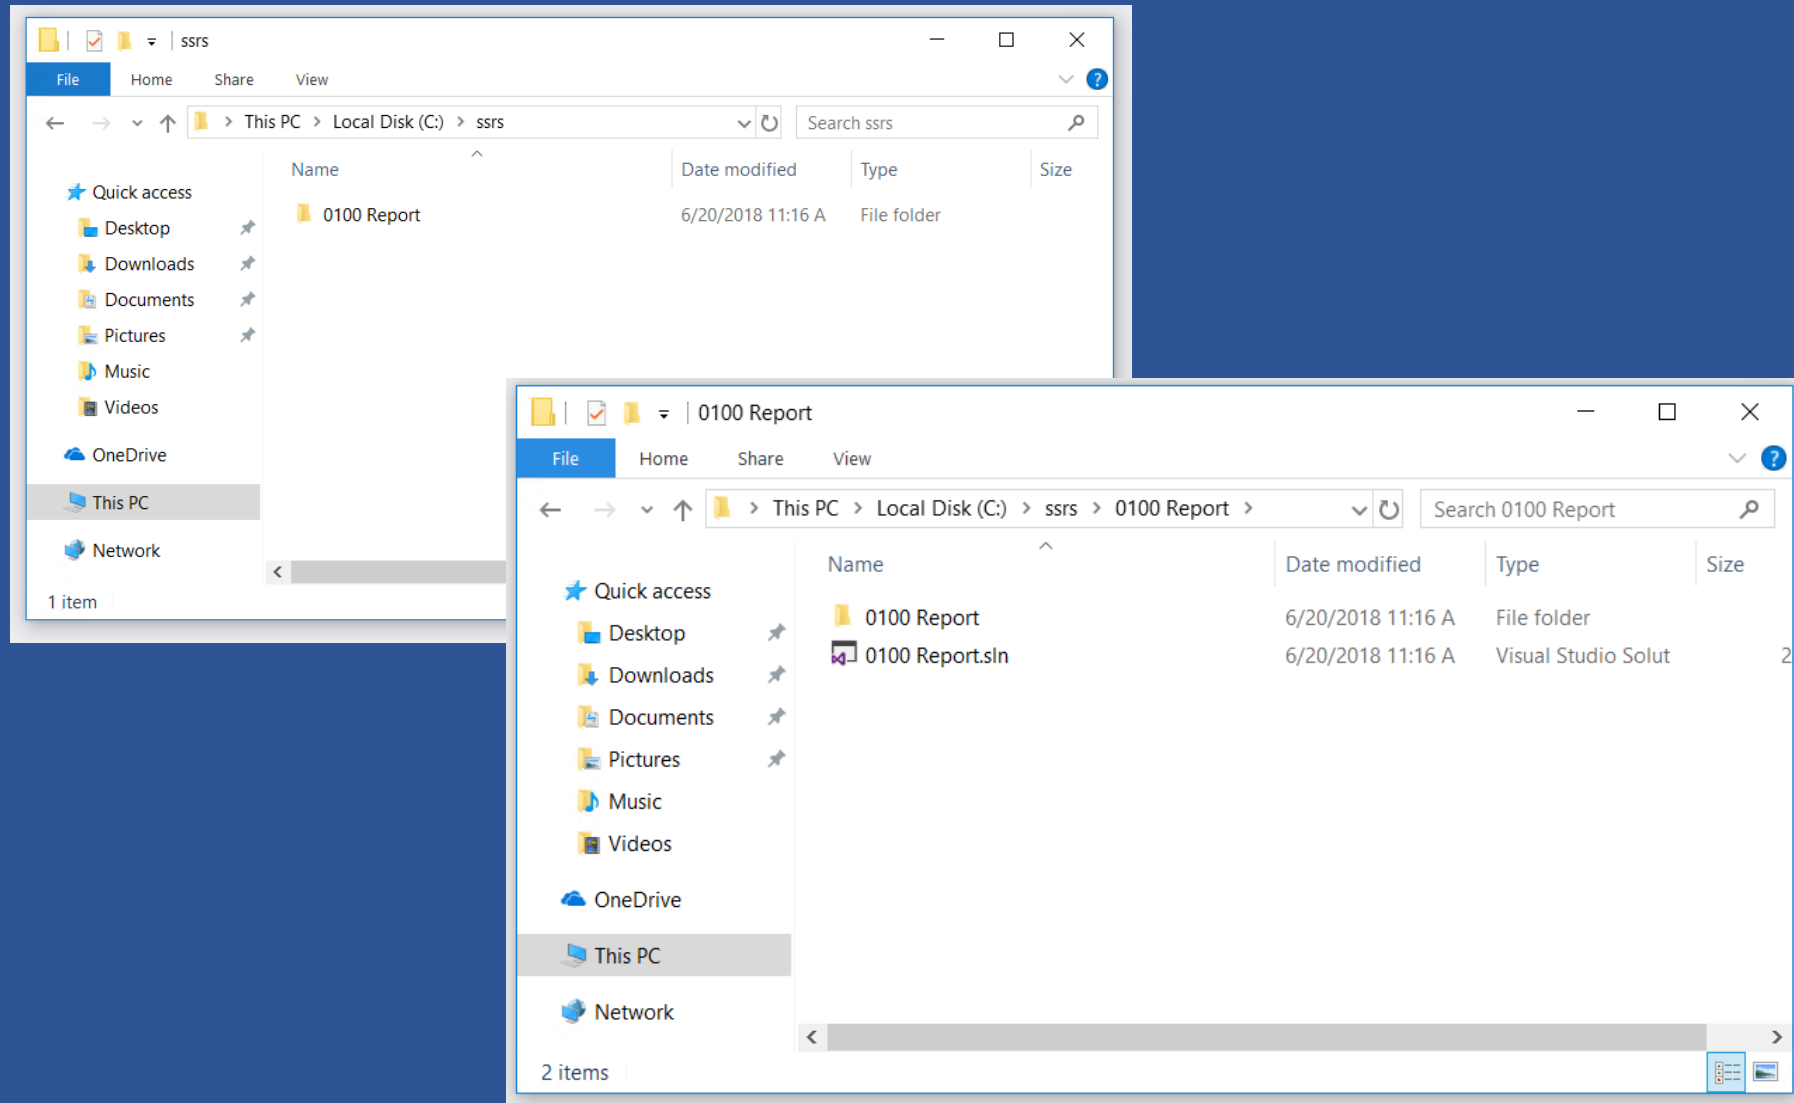 ssrs
File Home Share View
This PC Local Disk (C:) ssrs Search ssrs
Name Date modified Type Size
Quick access
Desktop
Downloads
Documents
Pictures
Music
Videos
OneDrive
This PC
Network
0100 Report 6/20/2018 11:16 A File folder
1 item
0100 Report
File Home Share View
This PC Local Disk (C:) ssrs 0100 Report Search 0100 Report
Name Date modified Type Size
Quick access
Desktop
Downloads
Documents
Pictures
Music
Videos
OneDrive
This PC
Network
0100 Report 6/20/2018 11:16 A File folder
0100 Report.sln 6/20/2018 11:16 A Visual Studio Solut 2
2 items